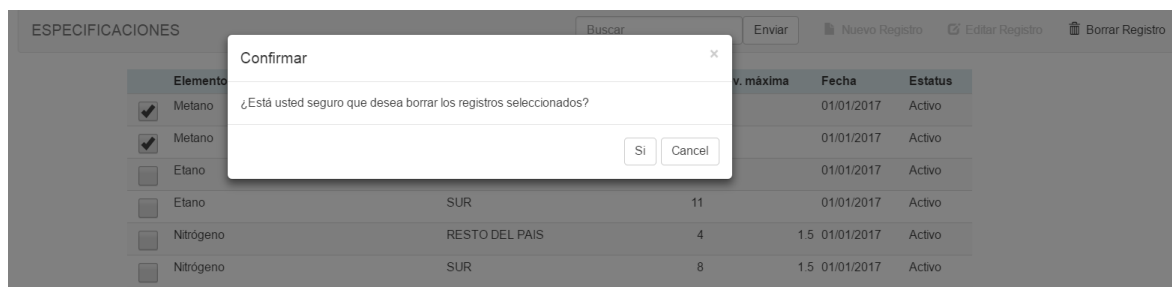 ESPECIFICACIONES Buscar Enviar Nuevo Registro Editar Registro Borrar Registro
Confirmar ×
Elemento v. máxima Fecha Estatus
¿Está usted seguro que desea borrar los registros seleccionados?
Metano 01/01/2017 Activo
Metano 01/01/2017 Activo
Si Cancel
Etano 01/01/2017 Activo
Etano SUR 11 01/01/2017 Activo
Nitrógeno RESTO DEL PAIS 4 1.5 01/01/2017 Activo
Nitrógeno SUR 8 1.5 01/01/2017 Activo